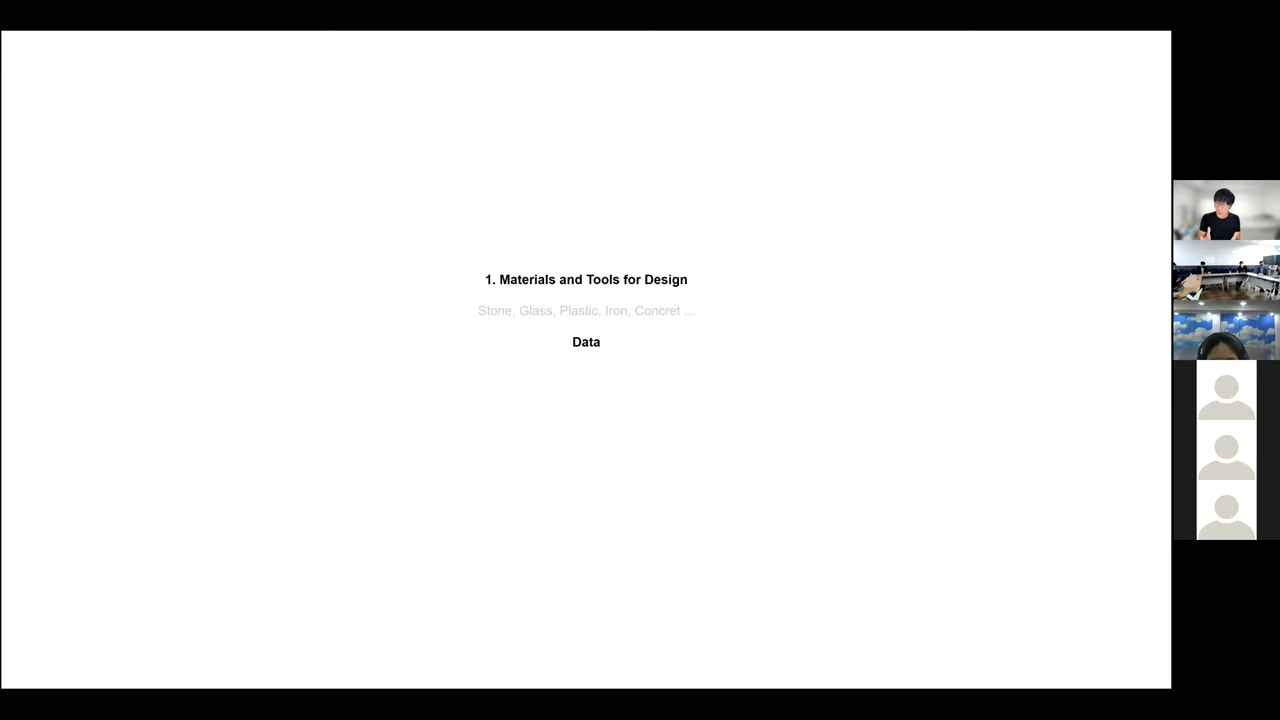 1. Materials and Tools for Design
Stone, Glass, Plastic, Iron, Concret ...
Data